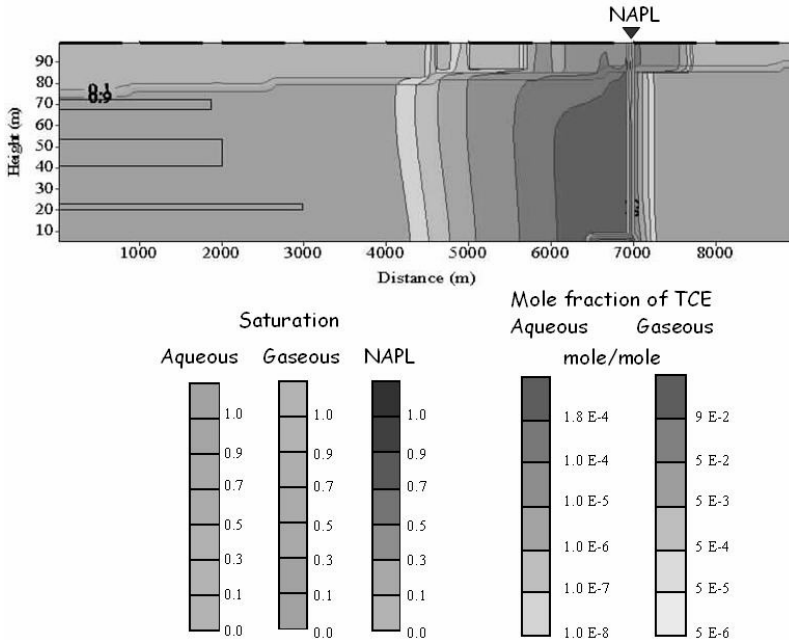 NAPL
Height (m)
90
80
70
60
50
40
30
20
10
0.1
0.9
1000
2000
3000
4000
5000
6000
7000
8000
Distance (m)
Saturation
Aqueous
Gaseous
NAPL
1.0
0.9
0.7
0.5
0.3
0.1
0.0
1.0
0.9
0.7
0.5
0.3
0.1
0.0
1.0
0.9
0.7
0.5
0.3
0.1
0.0
Mole fraction of TCE
Aqueous
Gaseous
mole/mole
1.8 E-4
1.0 E-4
1.0 E-5
1.0 E-6
1.0 E-7
1.0 E-8
9 E-2
5 E-2
5 E-3
5 E-4
5 E-5
5 E-6